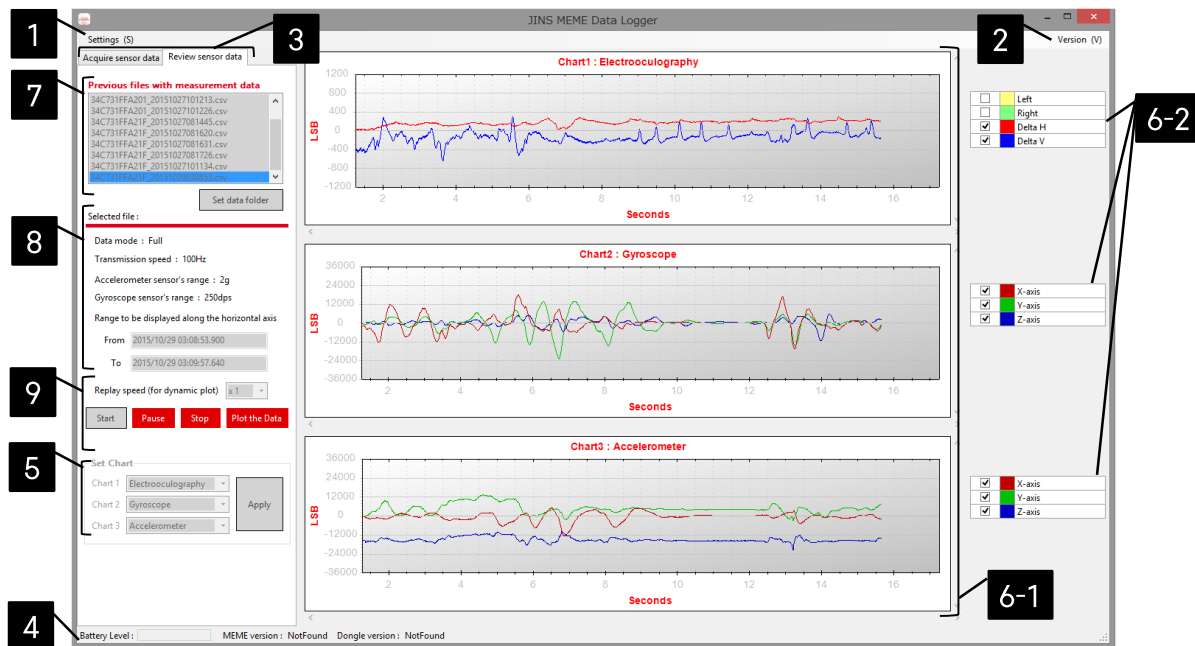 JINS MEME Data Logger
1
Settings (S)
3
2
Version (V)
Acquire sensor data
Review sensor data
7
Previous files with measurement data
34C731FFA201_20151027101213.csv
34C731FFA201_20151027101226.csv
34C731FFA21F_20151027081445.csv
34C731FFA21F_20151027081620.csv
34C731FFA21F_20151027081631.csv
34C731FFA21F_20151027081726.csv
34C731FFA21F_20151027101134.csv
34C731FFA21F_20151029030853.csv
Set data folder
8
Selected file :
Data mode : Full
Transmission speed : 100Hz
Accelerometer sensor's range : 2g
Gyroscope sensor's range : 250dps
Range to be displayed along the horizontal axis
From 2015/10/29 03:08:53.900
To 2015/10/29 03:09:57.640
9
Replay speed (for dynamic plot) x1
Start Pause Stop Plot the Data
5
Set Chart
Chart 1 Electrooculography
Chart 2 Gyroscope
Chart 3 Accelerometer
Apply
4
Battery Level : MEME version : NotFound Dongle version : NotFound
Chart1 : Electrooculography
1200
800
400
0
-400
-800
-1200
LSB
2 4 6 8 10 12 14 16
Seconds
Left
Right
Delta H
Delta V
6-2
Chart2 : Gyroscope
36000
24000
12000
0
-12000
-24000
-36000
LSB
2 4 6 8 10 12 14 16
Seconds
X-axis
Y-axis
Z-axis
Chart3 : Accelerometer
36000
24000
12000
0
-12000
-24000
-36000
LSB
2 4 6 8 10 12 14 16
Seconds
X-axis
Y-axis
Z-axis
6-1